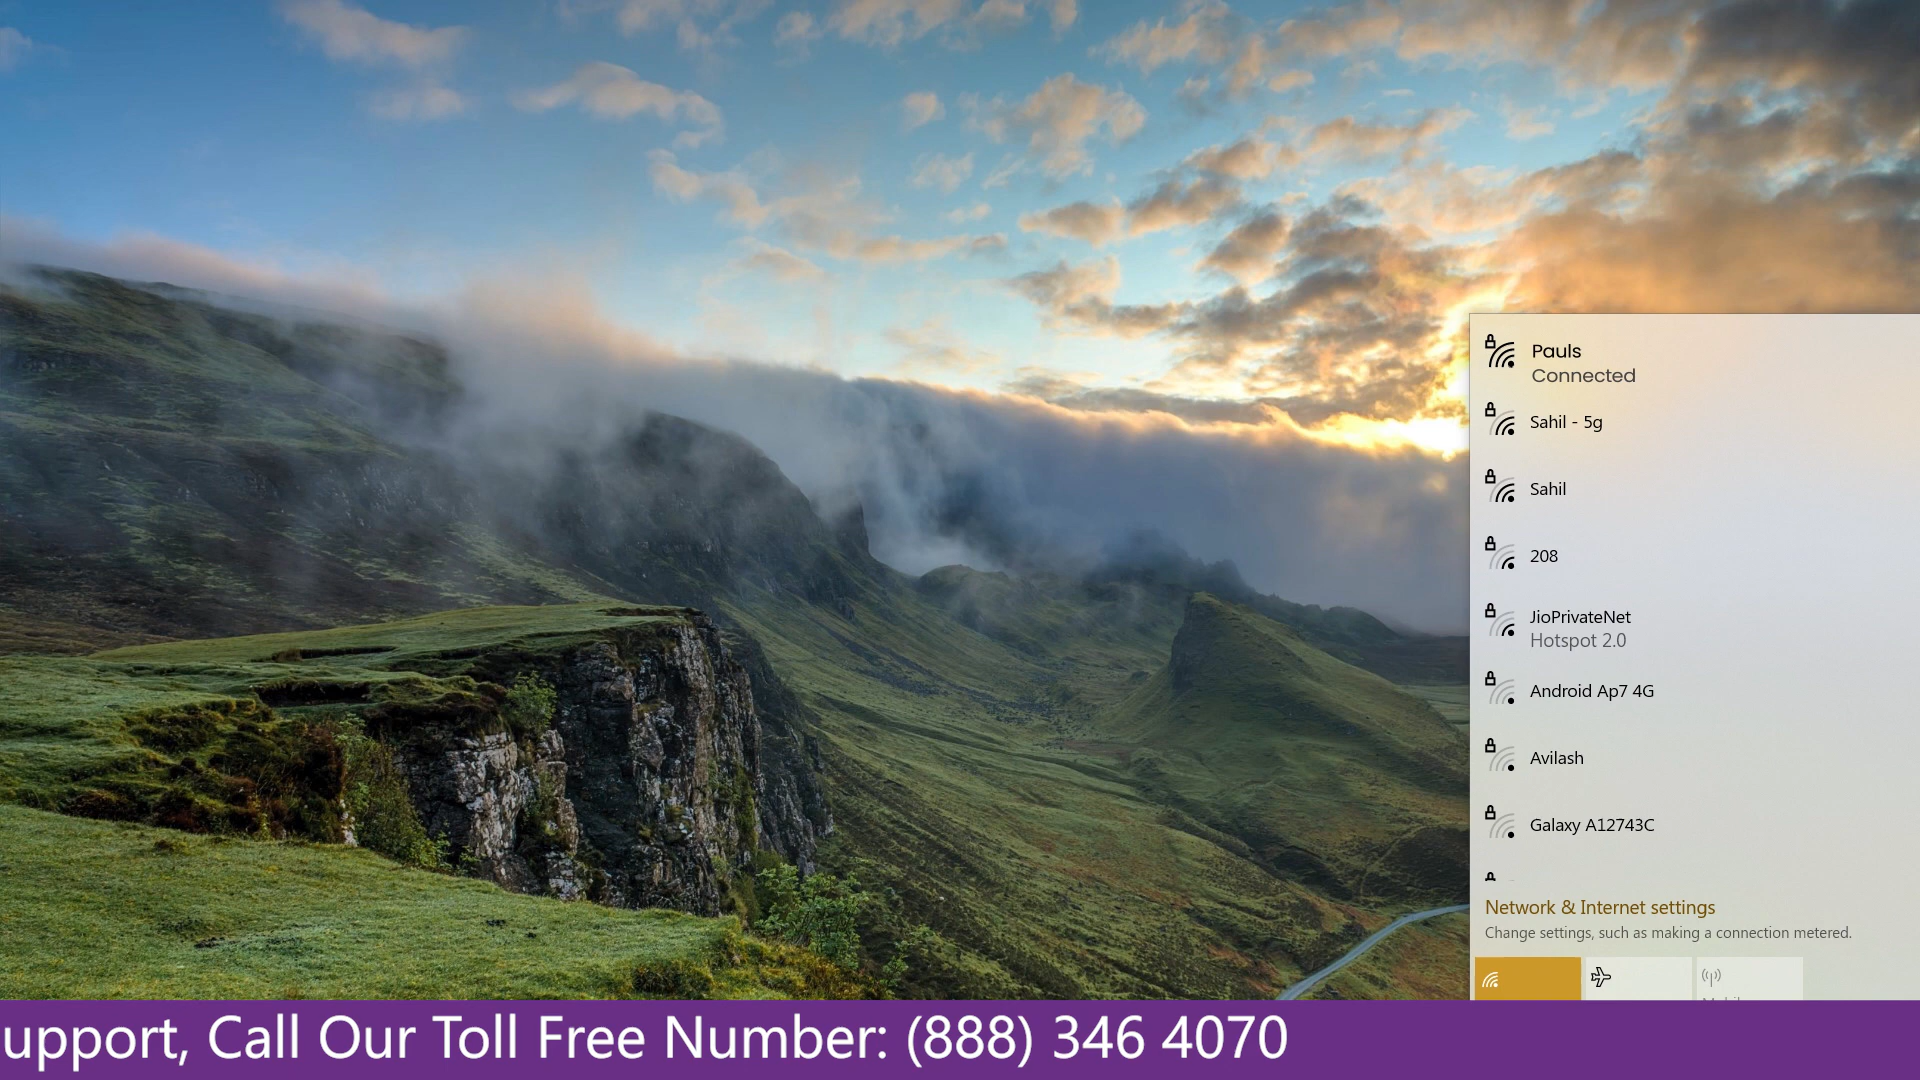 Pauls
Connected
Sahil - 5g
Sahil
208
JioPrivateNet
Hotspot 2.0
Android Ap7 4G
Avilash
Galaxy A12743C
Network & Internet settings
Change settings, such as making a connection metered.
upport, Call Our Toll Free Number: (888) 346 4070